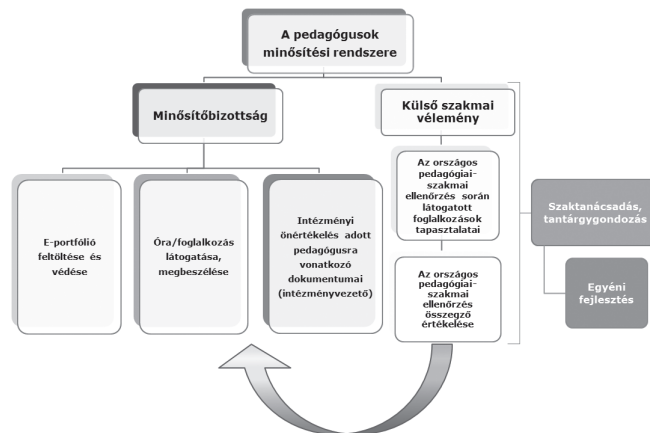 A pedagógusok
minősítési rendszere
Minősítőbizottság
Külső szakmai
vélemény
E-portfólió
feltöltése és
védése
Óra/foglalkozás
látogatása,
megbeszélése
Intézményi
önértékelés adott
pedagógusra
vonatkozó
dokumentumai
(intézményvezető)
Az országos
pedagógiai-
szakmai
ellenőrzés során
látogatott
foglalkozások
tapasztalatai
Az országos
pedagógiai-
szakmai
ellenőrzés
összegző
értékelése
Szaktanácsadás,
tantárgygondozás
Egyéni
fejlesztés